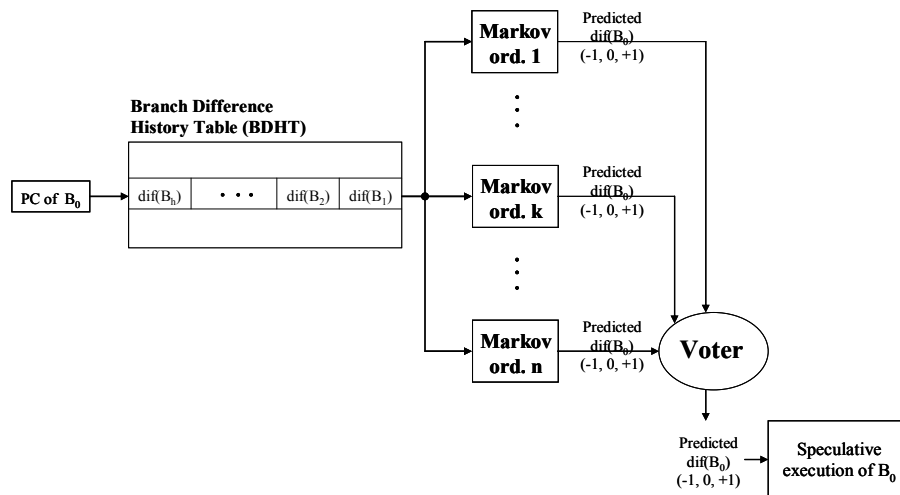 Branch Difference
History Table (BDHT)
PC of B₀
dif(Bₕ)
• • •
dif(B₂)
dif(B₁)
Markov
ord. 1
Predicted
dif(B₀)
(-1, 0, +1)
Markov
ord. k
Predicted
dif(B₀)
(-1, 0, +1)
Markov
ord. n
Predicted
dif(B₀)
(-1, 0, +1)
Voter
Predicted
dif(B₀)
(-1, 0, +1)
Speculative
execution of B₀